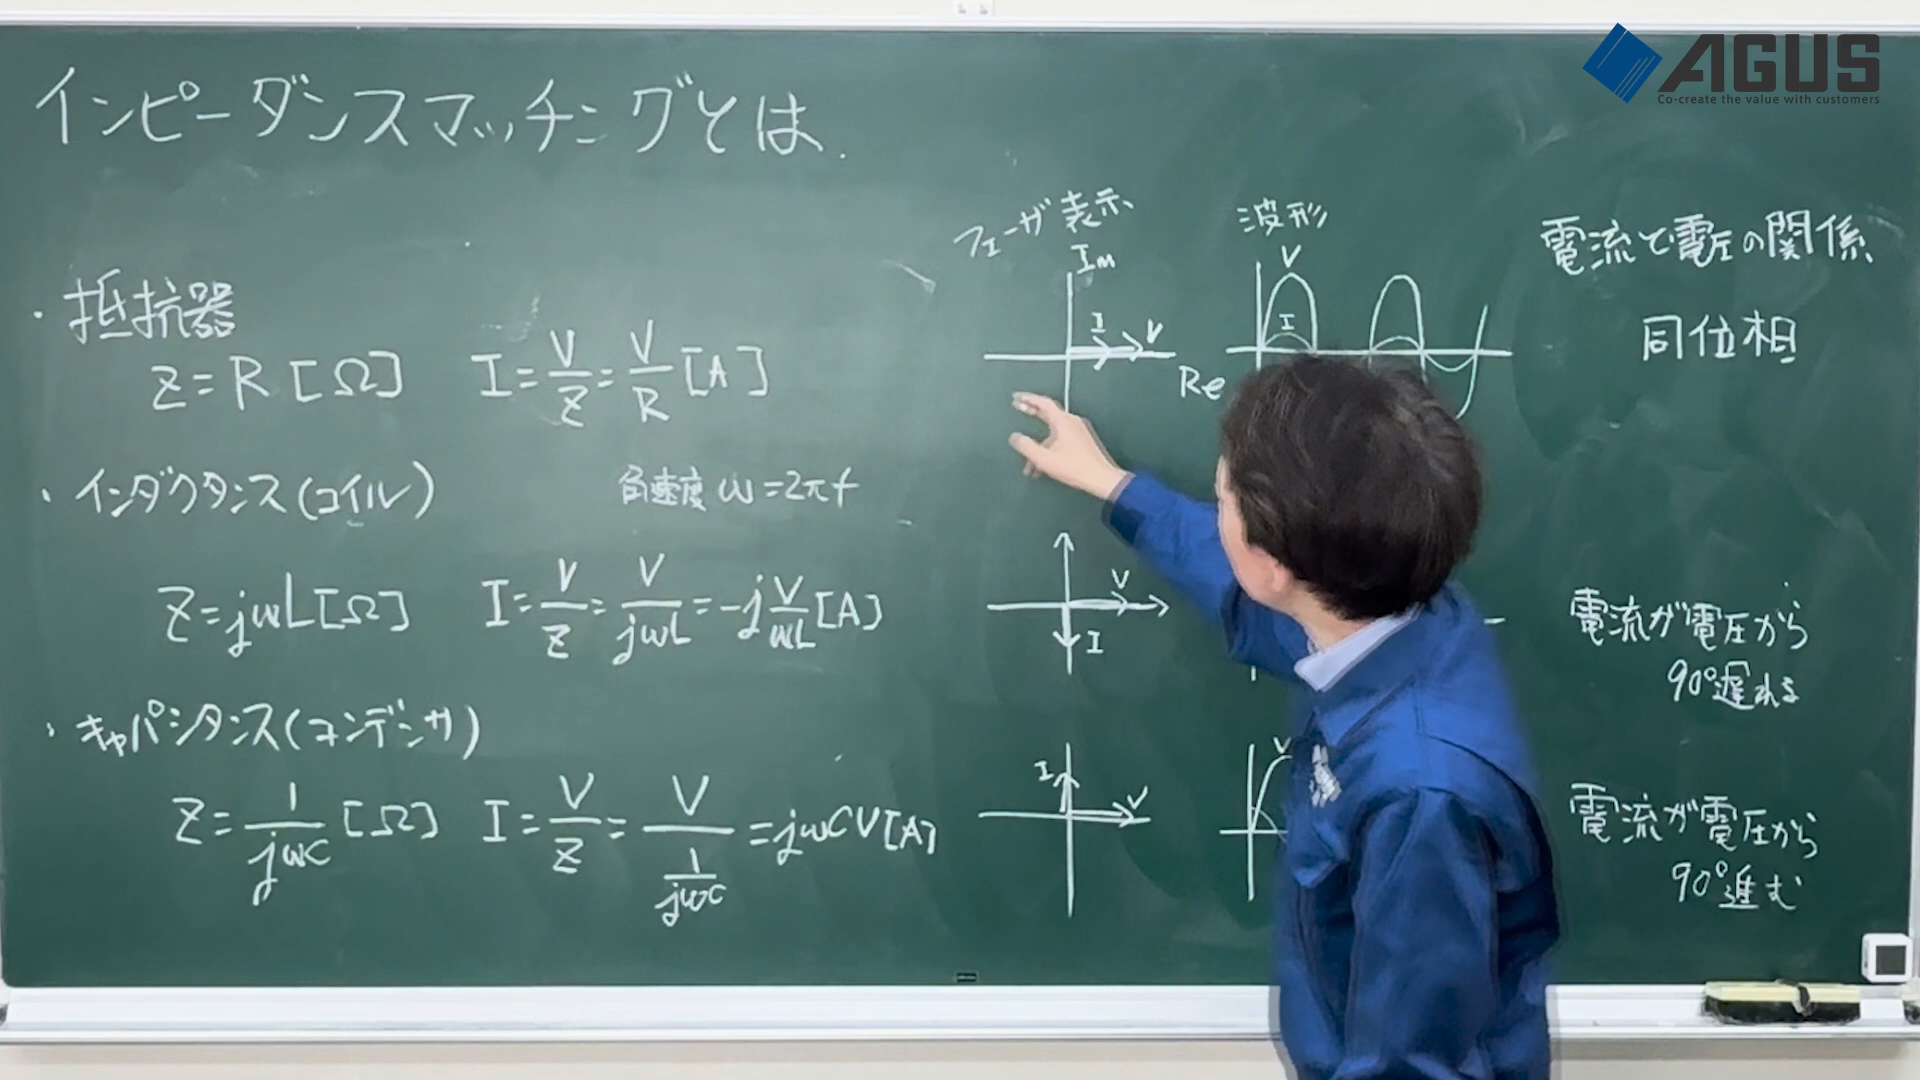 AGUS
Co-create the value with customers
インピーダンスマッチングとは.
フェーザ表示
波形
電流と電圧の関係
・抵抗器
Z=R[Ω] I=V/Z=V/R[A]
Im
I V
Re
V
I
同位相
・インダクタンス(コイル)
角速度 ω=2πf
Z=jωL[Ω] I=V/Z=V/jωL=-jV/ωL[A]
V
I
電流が電圧から
90°遅れる
・キャパシタンス(コンデンサ)
Z=1/jωC[Ω] I=V/Z=V/(1/jωC)=jωCV[A]
I
V
V
電流が電圧から
90°進む